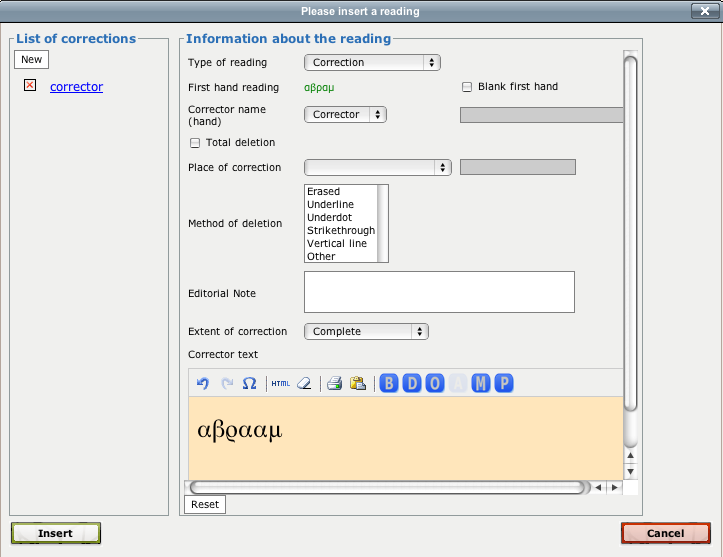 Please insert a reading
List of corrections
New
corrector
Information about the reading
Type of reading Correction
First hand reading αβραμ Blank first hand
Corrector name
(hand) Corrector
Total deletion
Place of correction
Method of deletion
Erased
Underline
Underdot
Strikethrough
Vertical line
Other
Editorial Note
Extent of correction Complete
Corrector text
HTML B D O A M P
αβρααμ
Reset
Insert Cancel